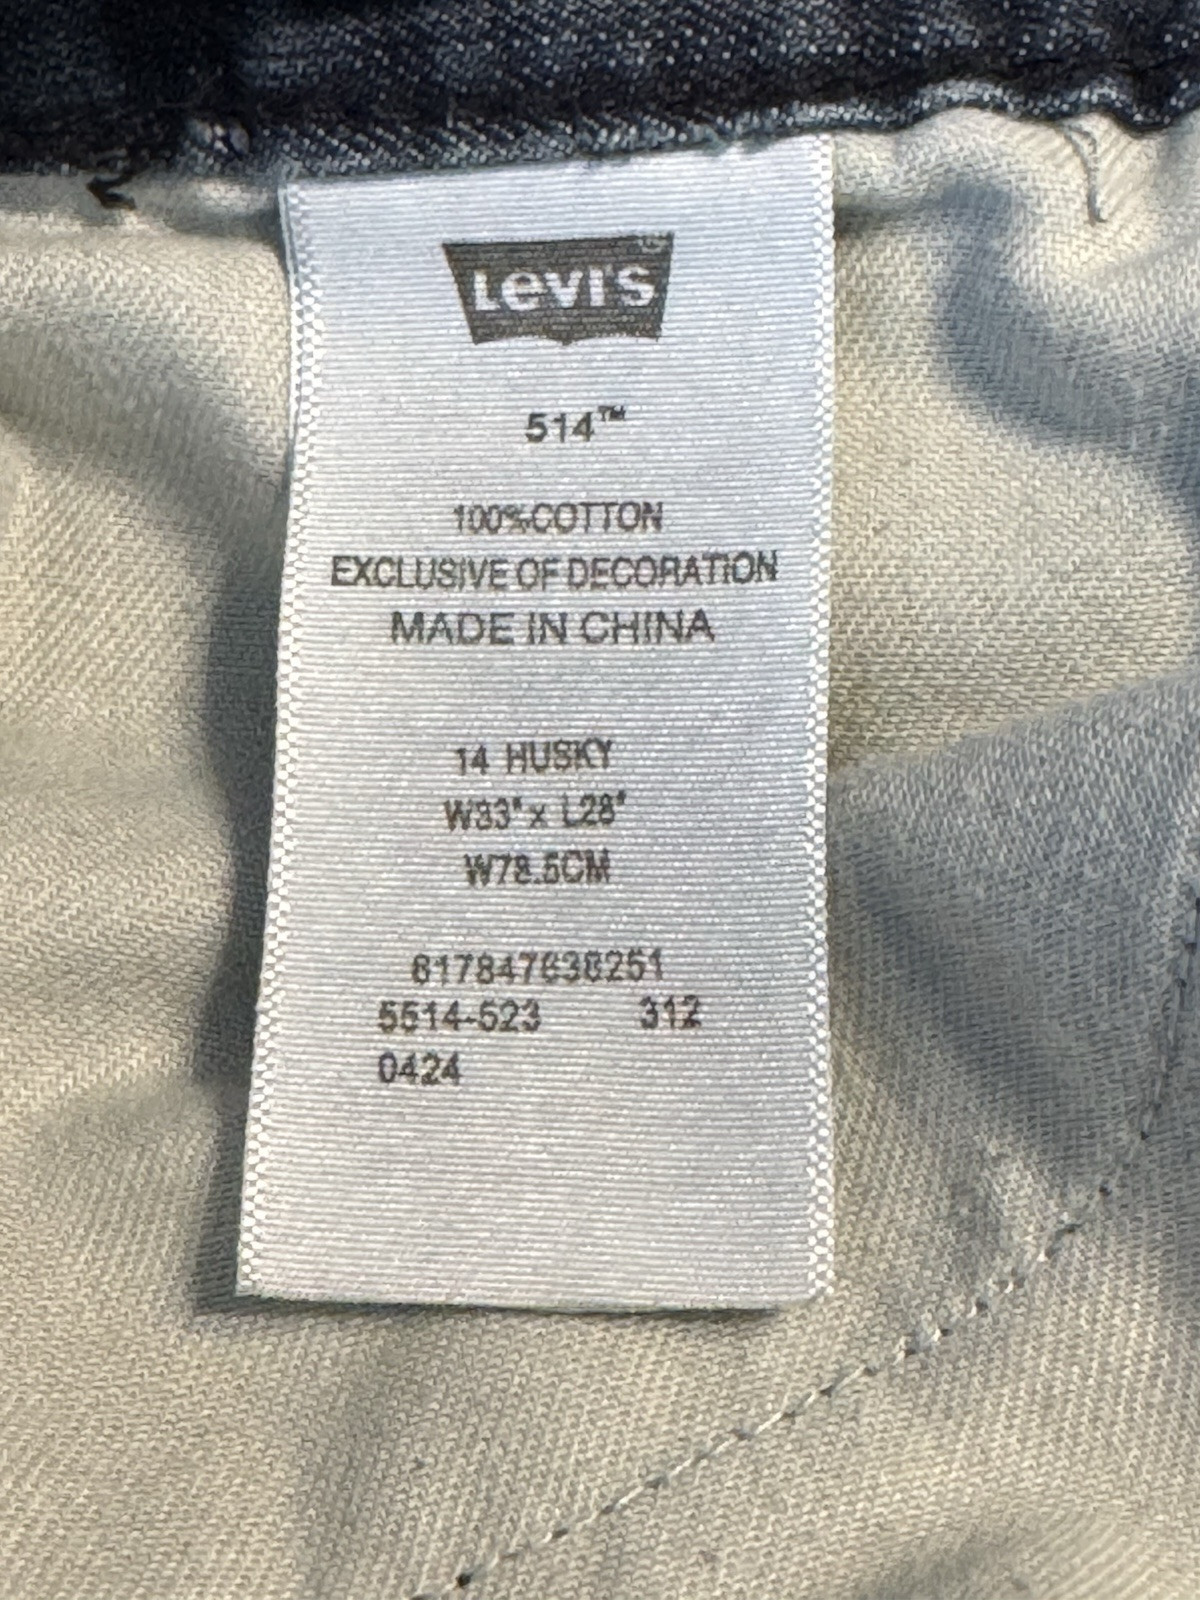 Levi's
514™
100%COTTON
EXCLUSIVE OF DECORATION
MADE IN CHINA
14 HUSKY
W33" x L28"
W78.5CM
617847638251
5514-523 312
0424